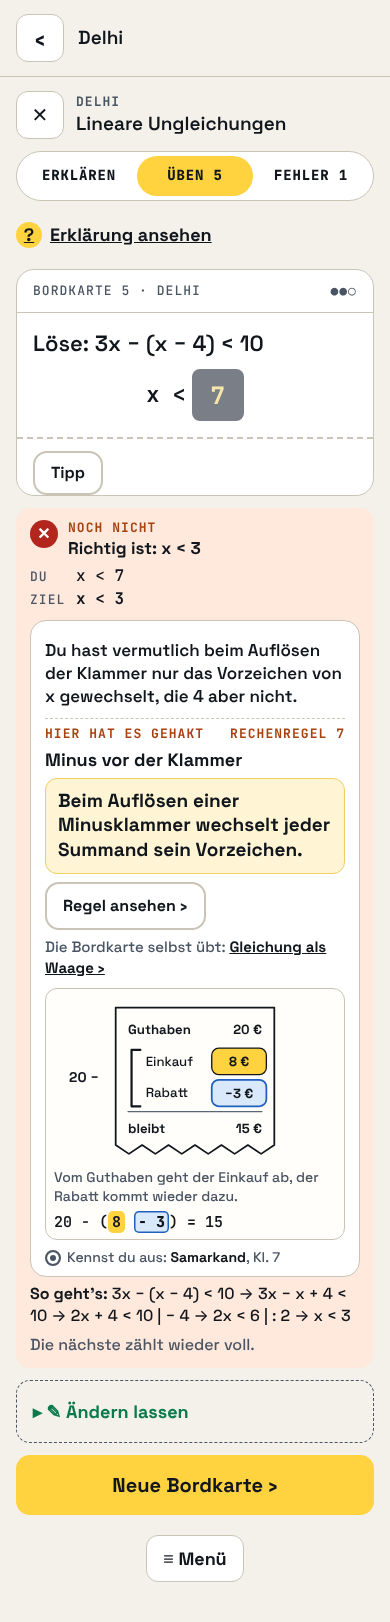 <
Delhi
✕
DELHI
Lineare Ungleichungen
ERKLÄREN
ÜBEN 5
FEHLER 1
? Erklärung ansehen
BORDKARTE 5 · DELHI
●●○
Löse: 3x − (x − 4) < 10
x < 7
Tipp
✕
NOCH NICHT
Richtig ist: x < 3
DU x < 7
ZIEL x < 3
Du hast vermutlich beim Auflösen
der Klammer nur das Vorzeichen von
x gewechselt, die 4 aber nicht.
HIER HAT ES GEHAKT
RECHENREGEL 7
Minus vor der Klammer
Beim Auflösen einer
Minusklammer wechselt jeder
Summand sein Vorzeichen.
Regel ansehen >
Die Bordkarte selbst übt: Gleichung als
Waage >
Guthaben 20 €
20 −
Einkauf 8 €
Rabatt −3 €
bleibt 15 €
Vom Guthaben geht der Einkauf ab, der
Rabatt kommt wieder dazu.
20 - (8 - 3) = 15
Kennst du aus: Samarkand, Kl. 7
So geht's: 3x − (x − 4) < 10 → 3x − x + 4 <
10 → 2x + 4 < 10 | − 4 → 2x < 6 | : 2 → x < 3
Die nächste zählt wieder voll.
▸ ✎ Ändern lassen
Neue Bordkarte >
≡ Menü